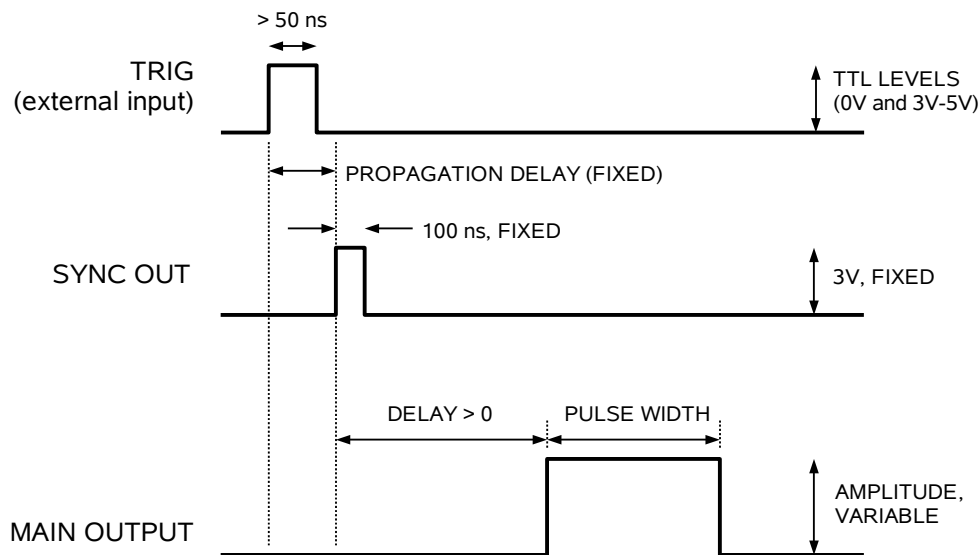 > 50 ns
TRIG
(external input)
TTL LEVELS
(0V and 3V-5V)
PROPAGATION DELAY (FIXED)
100 ns, FIXED
SYNC OUT
3V, FIXED
DELAY > 0
PULSE WIDTH
AMPLITUDE,
VARIABLE
MAIN OUTPUT